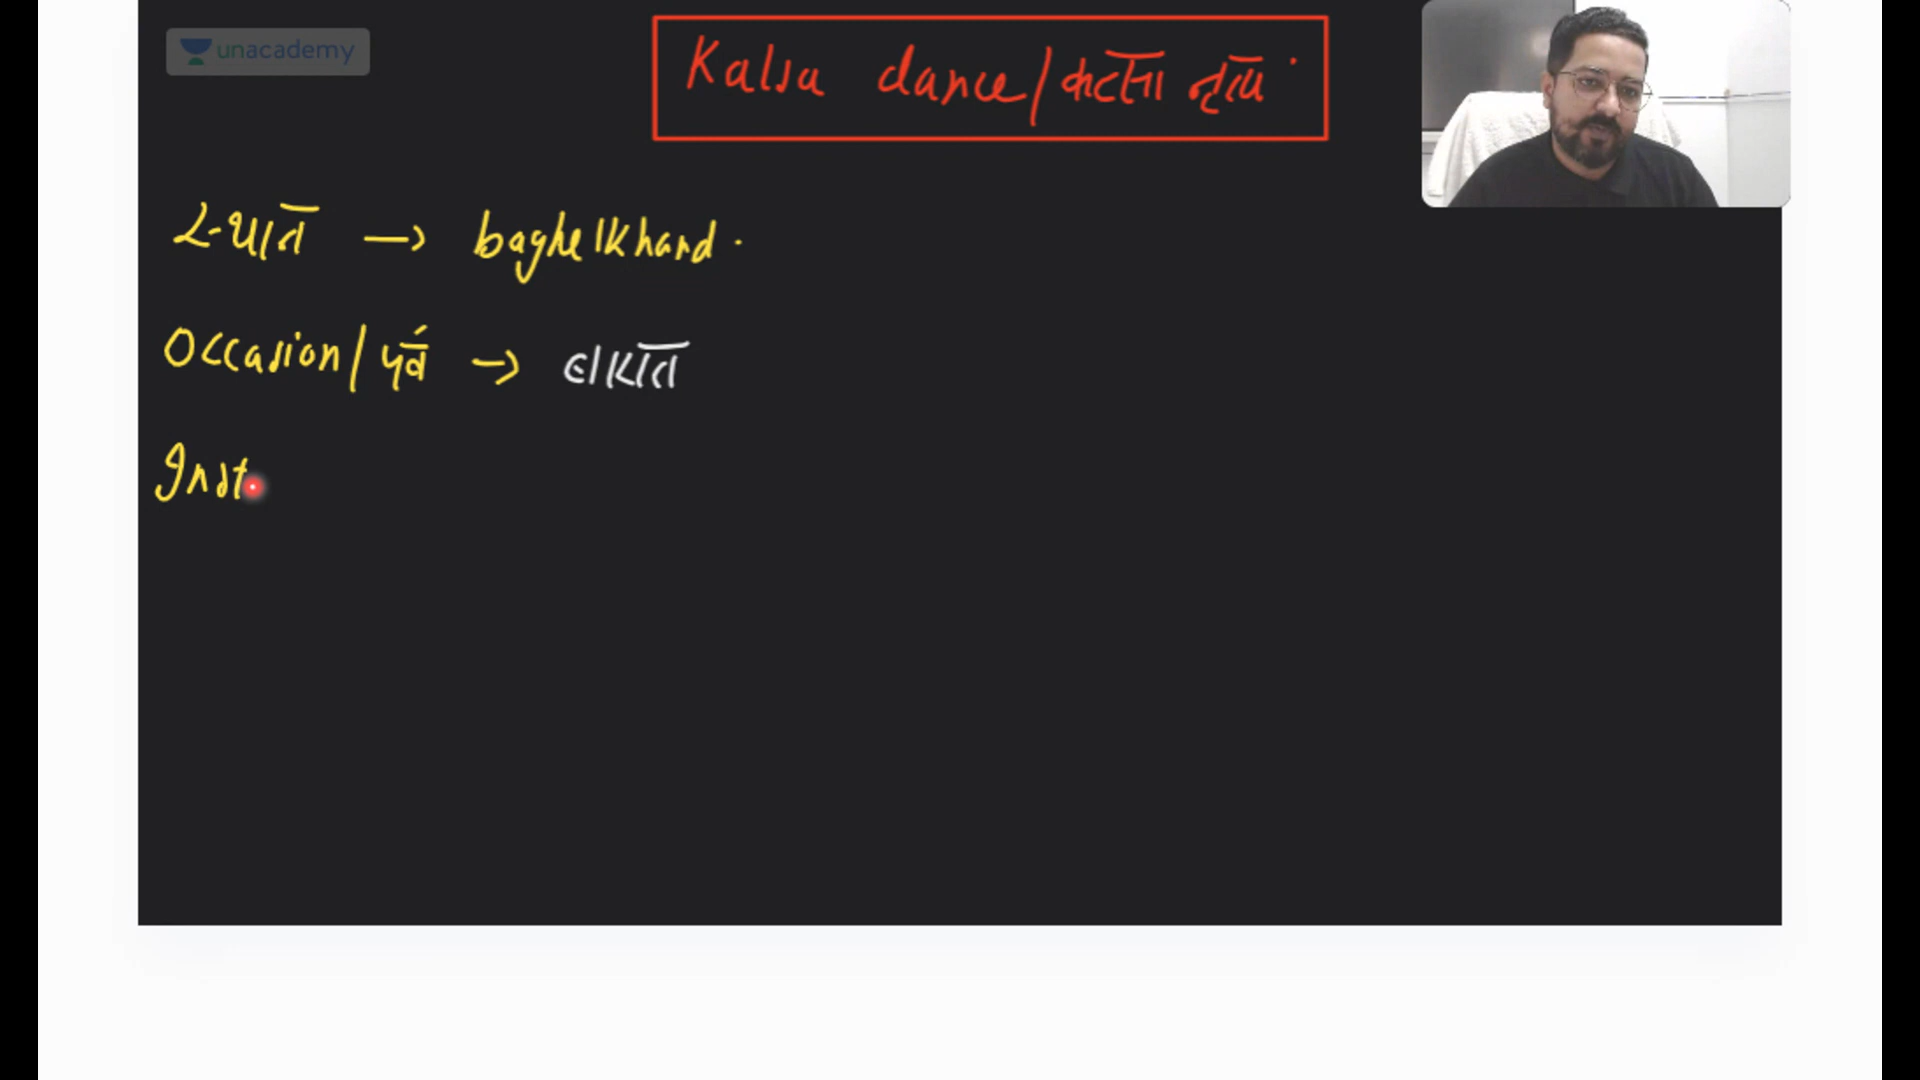 unacademy
Kalsa dance/कलसा नृत्य
स्थान → baghelkhand.
Occasion/पर्व →
Inst